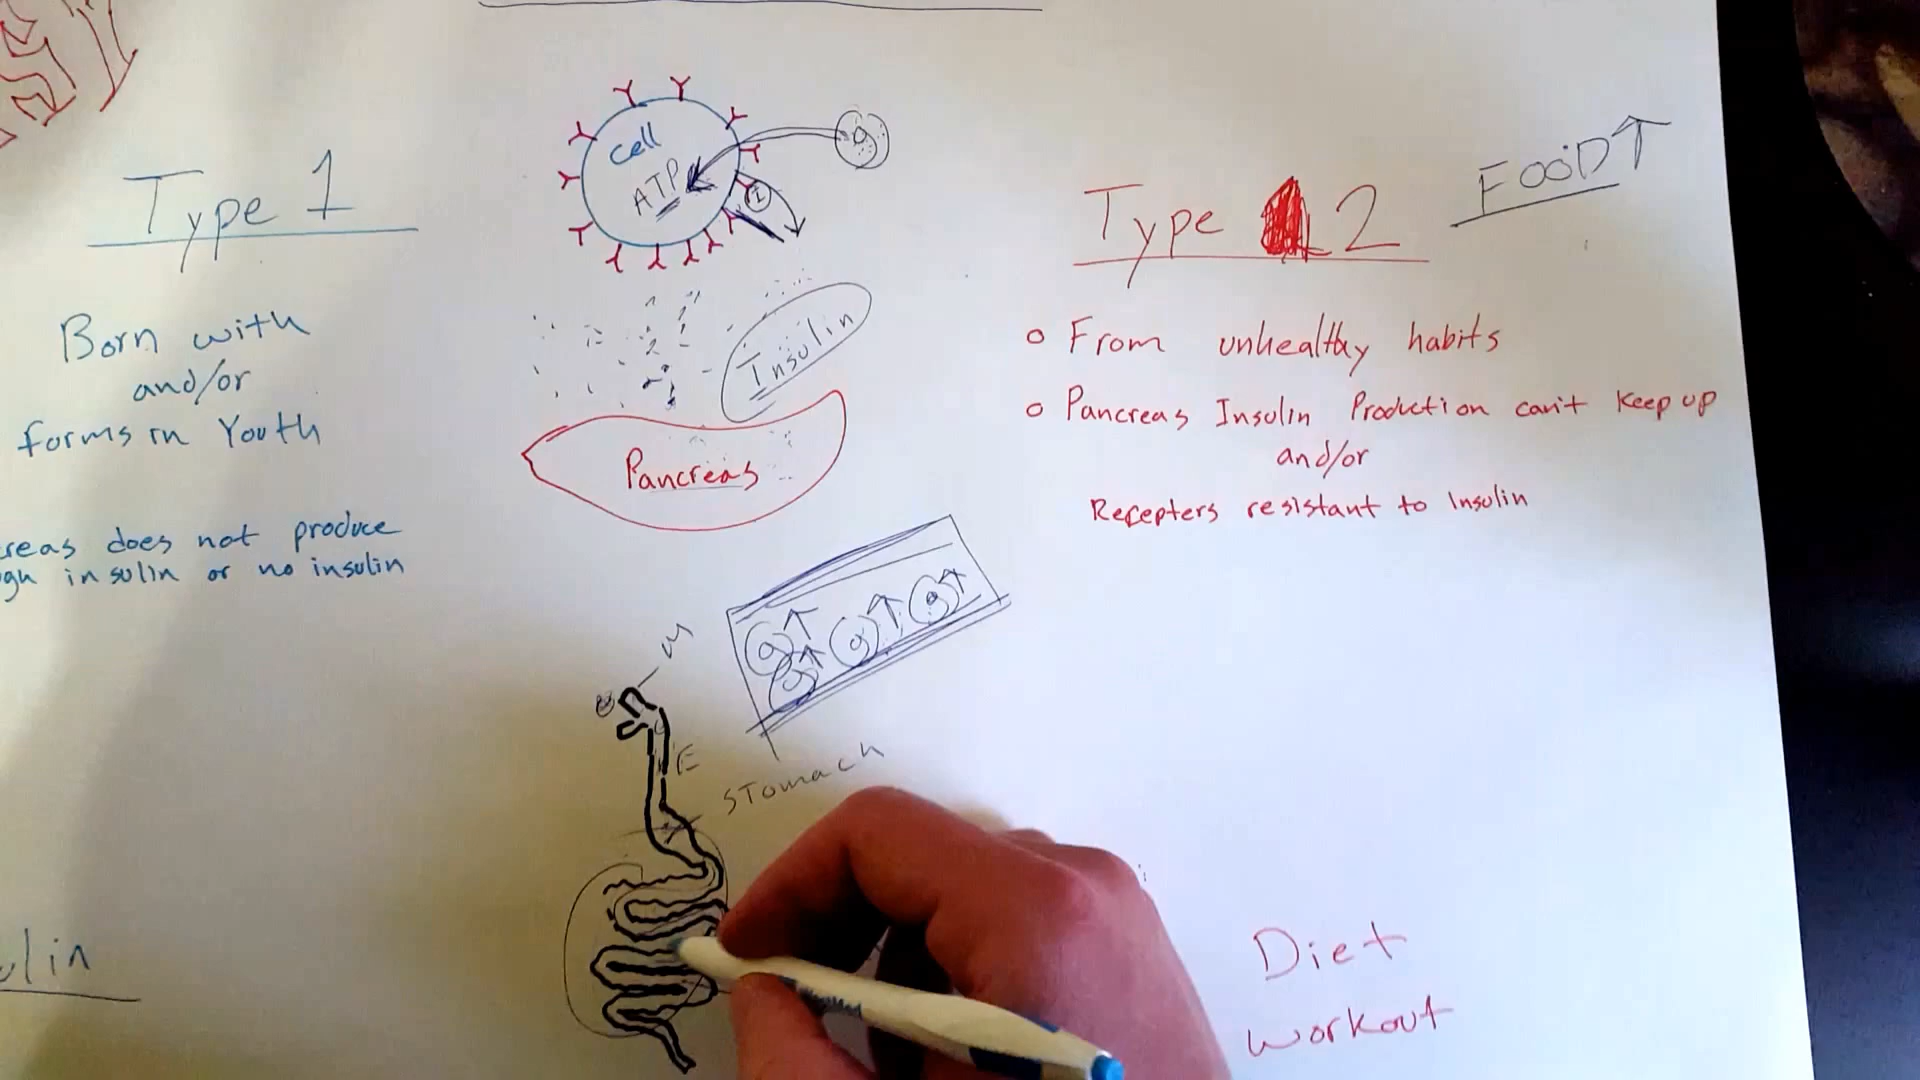 Type 1
Born with
and/or
forms in Youth
reas does not produce
gh insulin or no insulin
ulin
cell
ATP
g
I
Insulin
Pancreas
g
g
g
g
M
E
Stomach
FOOD↑
Type 2
o From unhealthy habits
o Pancreas Insulin Production can't keep up
and/or
Recepters resistant to Insulin
Diet
workout